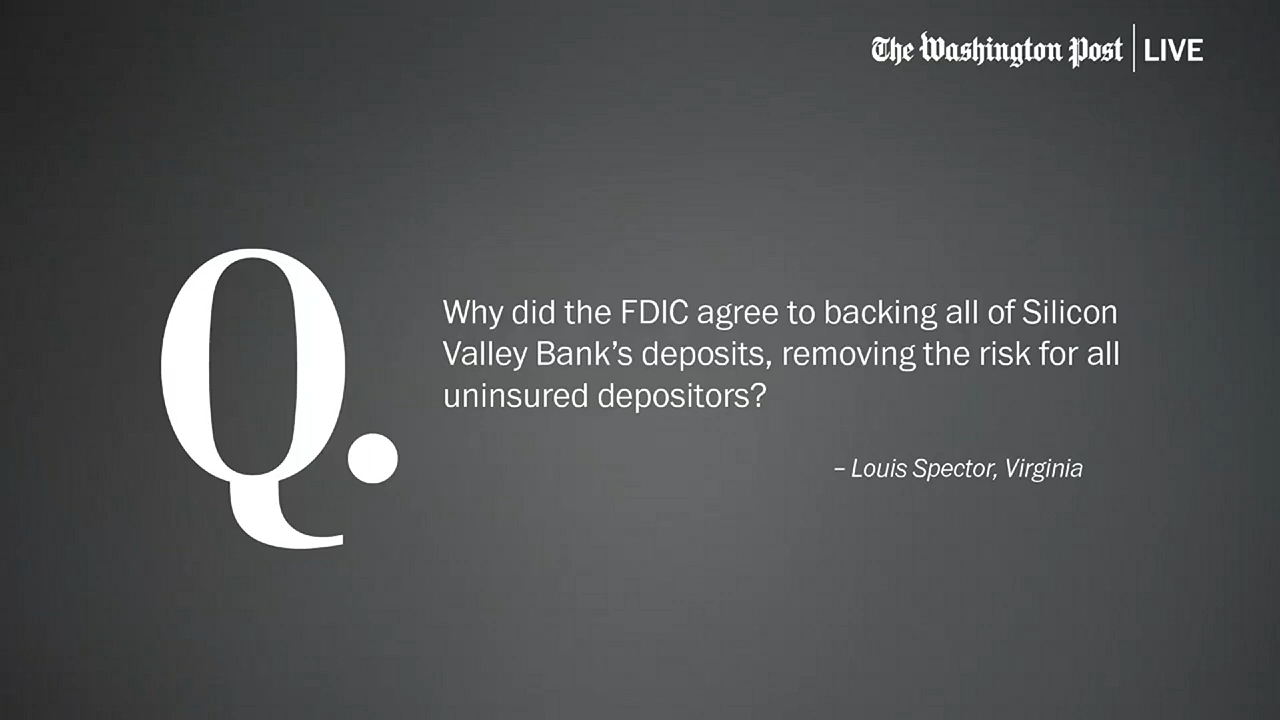 The Washington Post | LIVE
Q.
Why did the FDIC agree to backing all of Silicon
Valley Bank's deposits, removing the risk for all
uninsured depositors?
– Louis Spector, Virginia